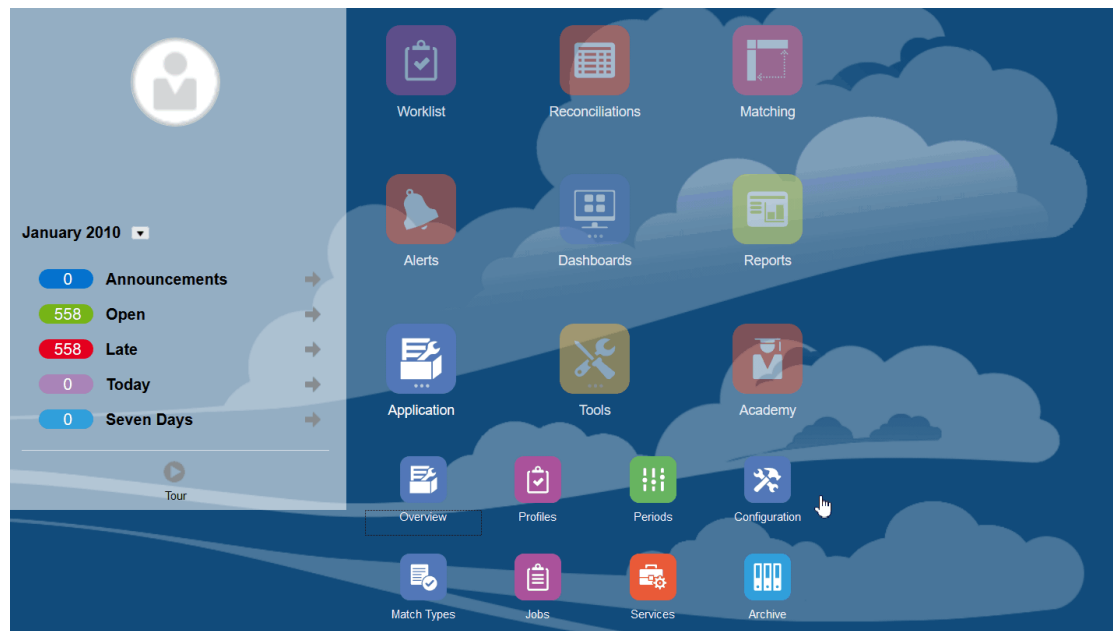 January 2010
0 Announcements
558 Open
558 Late
0 Today
0 Seven Days
Tour
Worklist Reconciliations Matching
Alerts Dashboards Reports
Application Tools Academy
Overview Profiles Periods Configuration
Match Types Jobs Services Archive